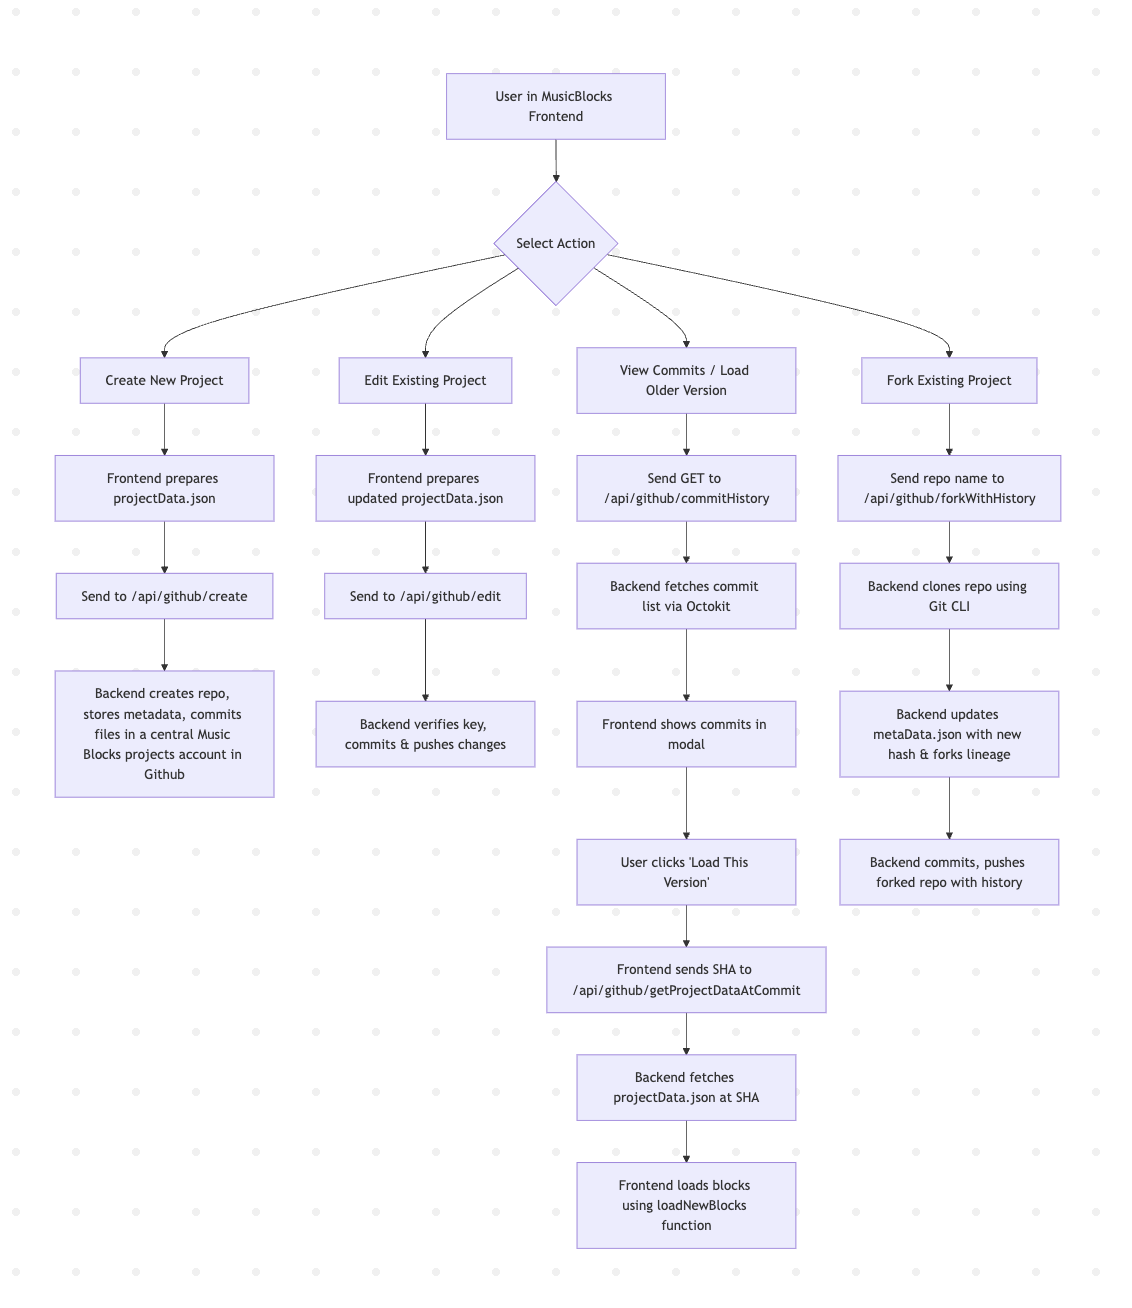 User in MusicBlocks
Frontend
Select Action
Create New Project
Frontend prepares
projectData.json
Send to /api/github/create
Backend creates repo,
stores metadata, commits
files in a central Music
Blocks projects account in
Github
Edit Existing Project
Frontend prepares
updated projectData.json
Send to /api/github/edit
Backend verifies key,
commits & pushes changes
View Commits / Load
Older Version
Send GET to
/api/github/commitHistory
Backend fetches commit
list via Octokit
Frontend shows commits in
modal
User clicks 'Load This
Version'
Frontend sends SHA to
/api/github/getProjectDataAtCommit
Backend fetches
projectData.json at SHA
Frontend loads blocks
using loadNewBlocks
function
Fork Existing Project
Send repo name to
/api/github/forkWithHistory
Backend clones repo using
Git CLI
Backend updates
metaData.json with new
hash & forks lineage
Backend commits, pushes
forked repo with history